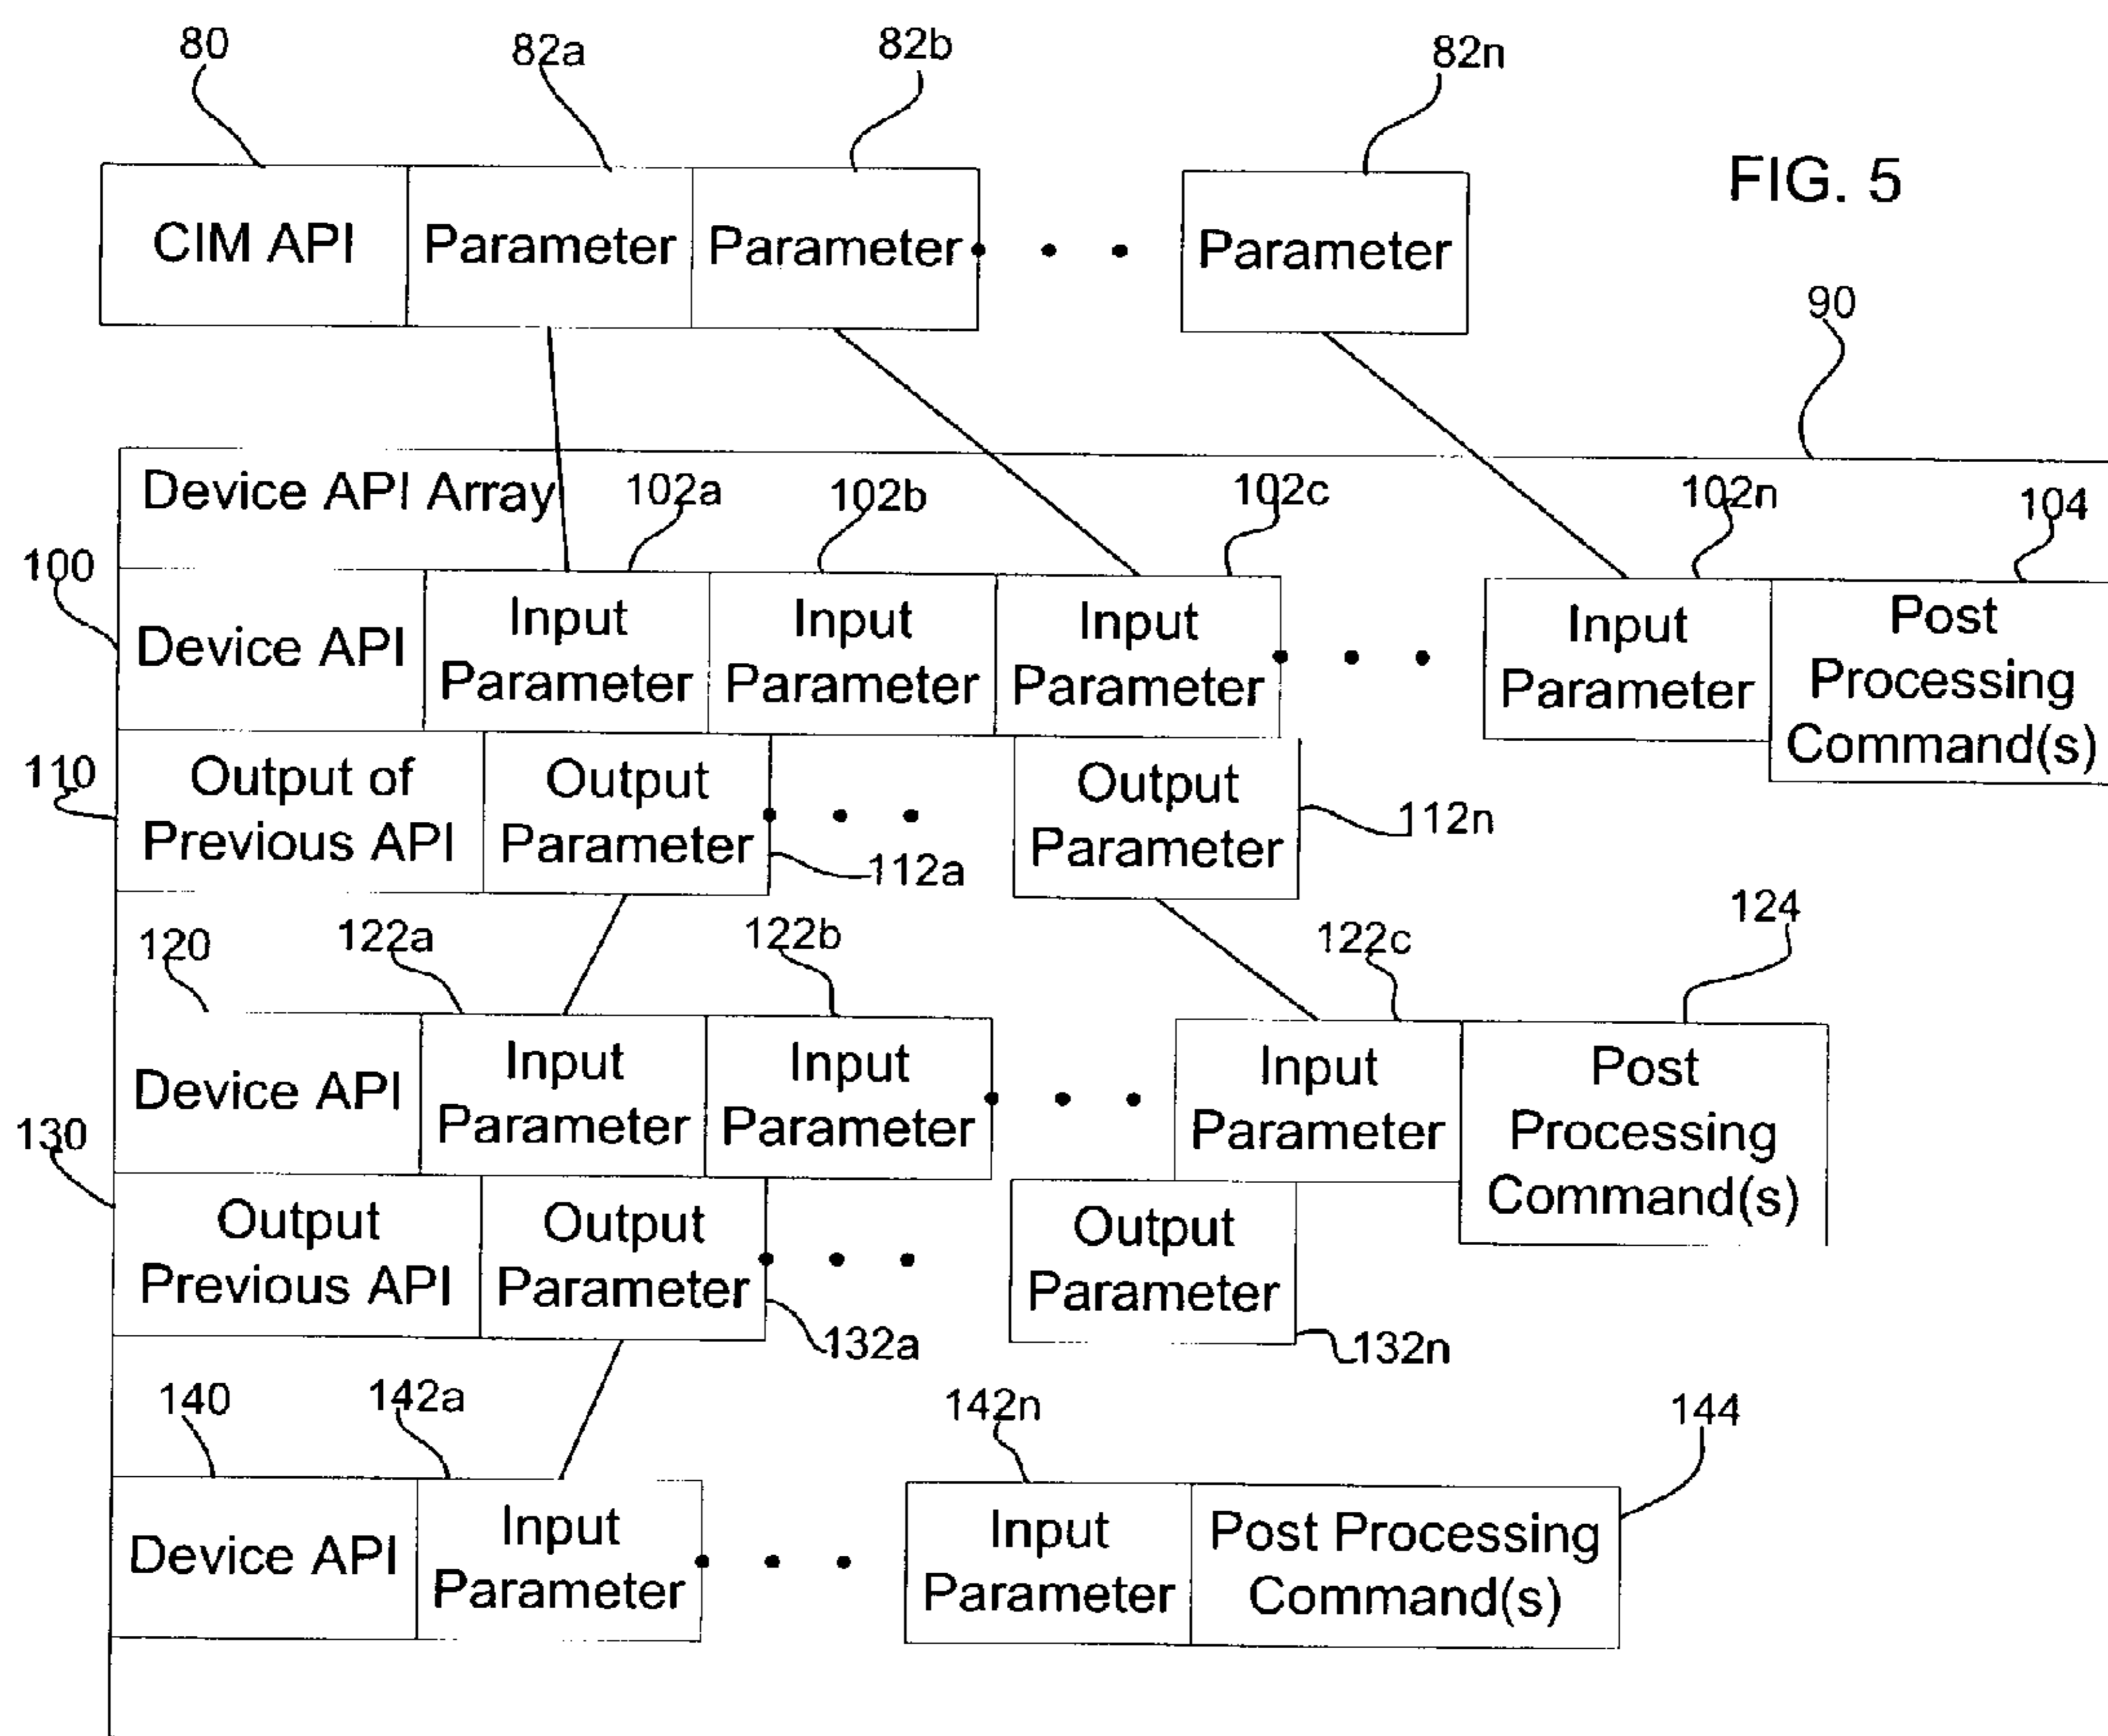 80
82a
82b
82n
FIG. 5
CIM API
Parameter
Parameter
Parameter
90
Device API Array
102a
102b
102c
102n
104
100
Device API
Input
Parameter
Input
Parameter
Input
Parameter
Input
Parameter
Post
Processing
Command(s)
110
Output of
Previous API
Output
Parameter
112a
Output
Parameter
112n
120
122a
122b
122c
124
Device API
Input
Parameter
Input
Parameter
Input
Parameter
Post
Processing
Command(s)
130
Output
Previous API
Output
Parameter
132a
Output
Parameter
132n
140
142a
142n
144
Device API
Input
Parameter
Input
Parameter
Post Processing
Command(s)